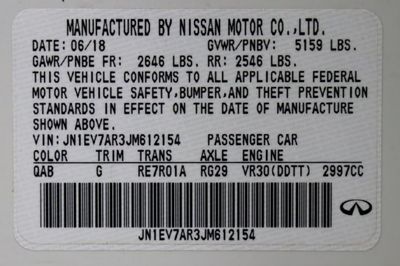 MANUFACTURED BY NISSAN MOTOR CO.,LTD.
DATE: 06/18 GVWR/PNBV: 5159 LBS.
GAWR/PNBE FR: 2646 LBS. RR: 2546 LBS.
THIS VEHICLE CONFORMS TO ALL APPLICABLE FEDERAL
MOTOR VEHICLE SAFETY,BUMPER,AND THEFT PREVENTION
STANDARDS IN EFFECT ON THE DATE OF MANUFACTURE
SHOWN ABOVE.
VIN: JN1EV7AR3JM612154 PASSENGER CAR
COLOR TRIM TRANS AXLE ENGINE
QAB G RE7R01A RG29 VR30(DDTT) 2997CC
JN1EV7AR3JM612154